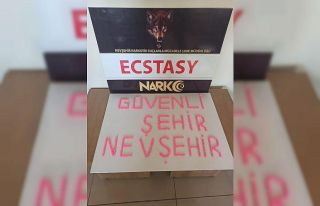 ECSTASY
NARKO
GÜVENLİ
ŞEHİR
NEVŞEHİR